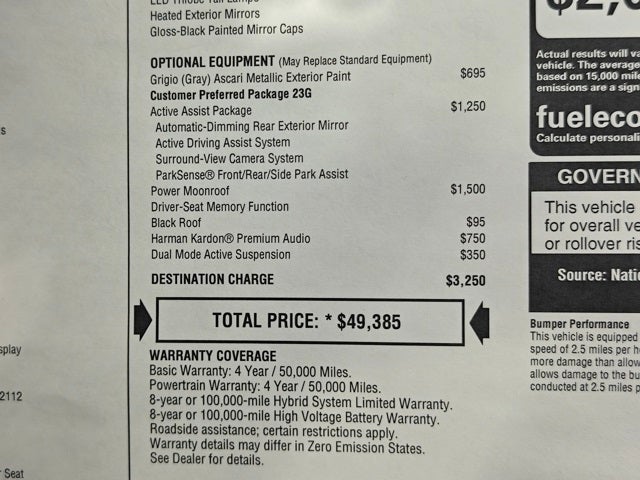 Heated Exterior Mirrors
Gloss-Black Painted Mirror Caps
OPTIONAL EQUIPMENT (May Replace Standard Equipment)
Grigio (Gray) Ascari Metallic Exterior Paint $695
Customer Preferred Package 23G
Active Assist Package $1,250
Automatic-Dimming Rear Exterior Mirror
Active Driving Assist System
Surround-View Camera System
ParkSense® Front/Rear/Side Park Assist
Power Moonroof $1,500
Driver-Seat Memory Function
Black Roof $95
Harman Kardon® Premium Audio $750
Dual Mode Active Suspension $350
DESTINATION CHARGE $3,250
TOTAL PRICE: * $49,385
WARRANTY COVERAGE
Basic Warranty: 4 Year / 50,000 Miles.
Powertrain Warranty: 4 Year / 50,000 Miles.
8-year or 100,000-mile Hybrid System Limited Warranty.
8-year or 100,000-mile High Voltage Battery Warranty.
Roadside assistance; certain restrictions apply.
Warranty details may differ in Zero Emission States.
See Dealer for details.
splay
2112
Seat
Actual results will va
vehicle. The average
based on 15,000 mile
emissions are a sign
fueleco
Calculate personali
GOVERN
This vehicle
for overall ve
or rollover ris
Source: Natio
Bumper Performance
This vehicle is equipped
speed of 2.5 miles per h
more damage than allow
allows damage to the bu
conducted at 2.5 miles p